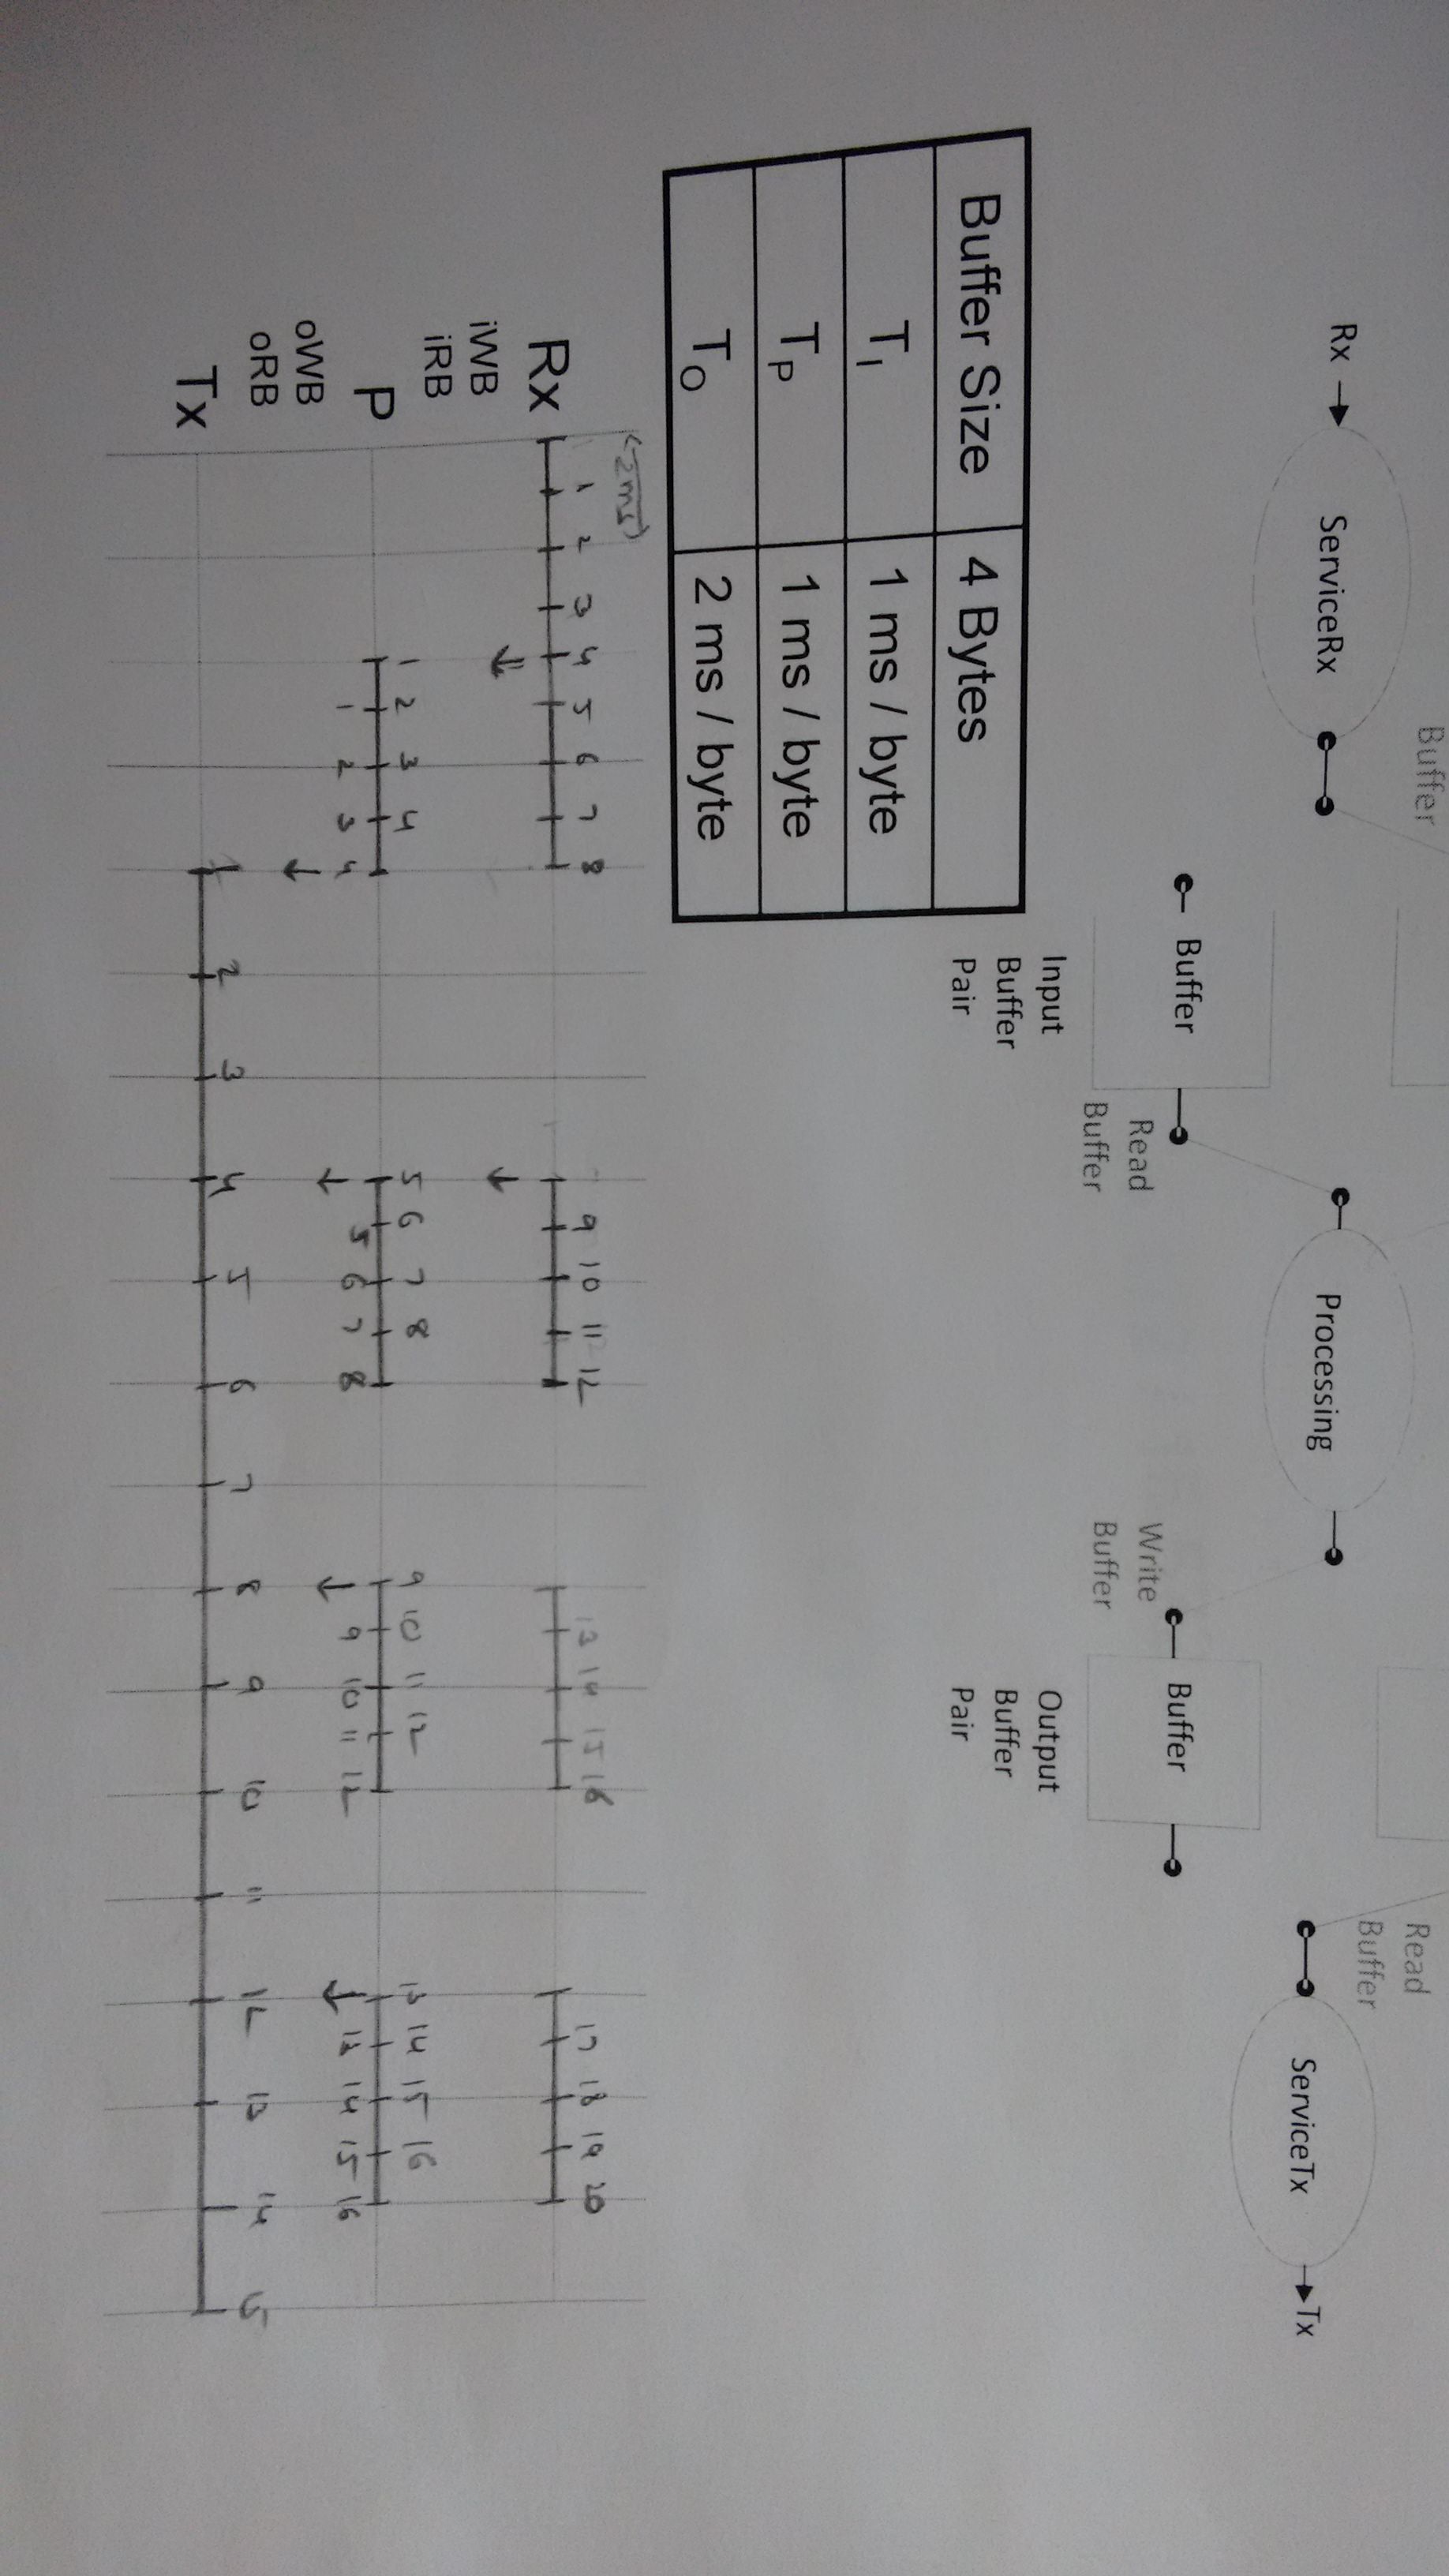 Buffer
Read
Buffer
Rx
ServiceRx
Processing
ServiceTx
Tx
Buffer
Read
Buffer
Buffer
Write
Buffer
Input
Buffer
Pair
Output
Buffer
Pair
Buffer Size 4 Bytes
TI 1 ms / byte
TP 1 ms / byte
TO 2 ms / byte
2ms
1 2 3 4 5 6 7 8 9 10 11 12 13 14 15 16 17 18 19 20
Rx
iWB
iRB
1 2 3 4 5 6 7 8 9 10 11 12 13 14 15 16
P
1 2 3 4 5 6 7 8 9 10 11 12 13 14 15 16
oWB
oRB
1 2 3 4 5 6 7 8 9 10 11 12 13 14 15
Tx